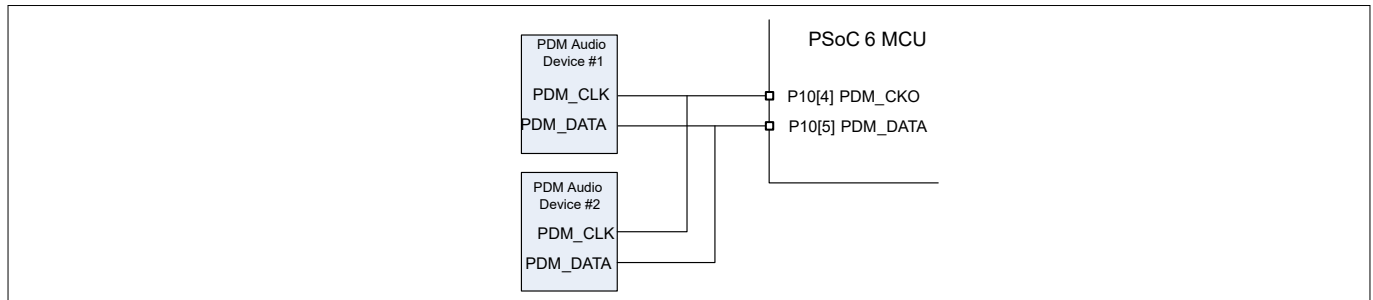 PDM Audio
Device #1
PDM_CLK
PDM_DATA
PSoC 6 MCU
P10[4] PDM_CKO
P10[5] PDM_DATA
PDM Audio
Device #2
PDM_CLK
PDM_DATA